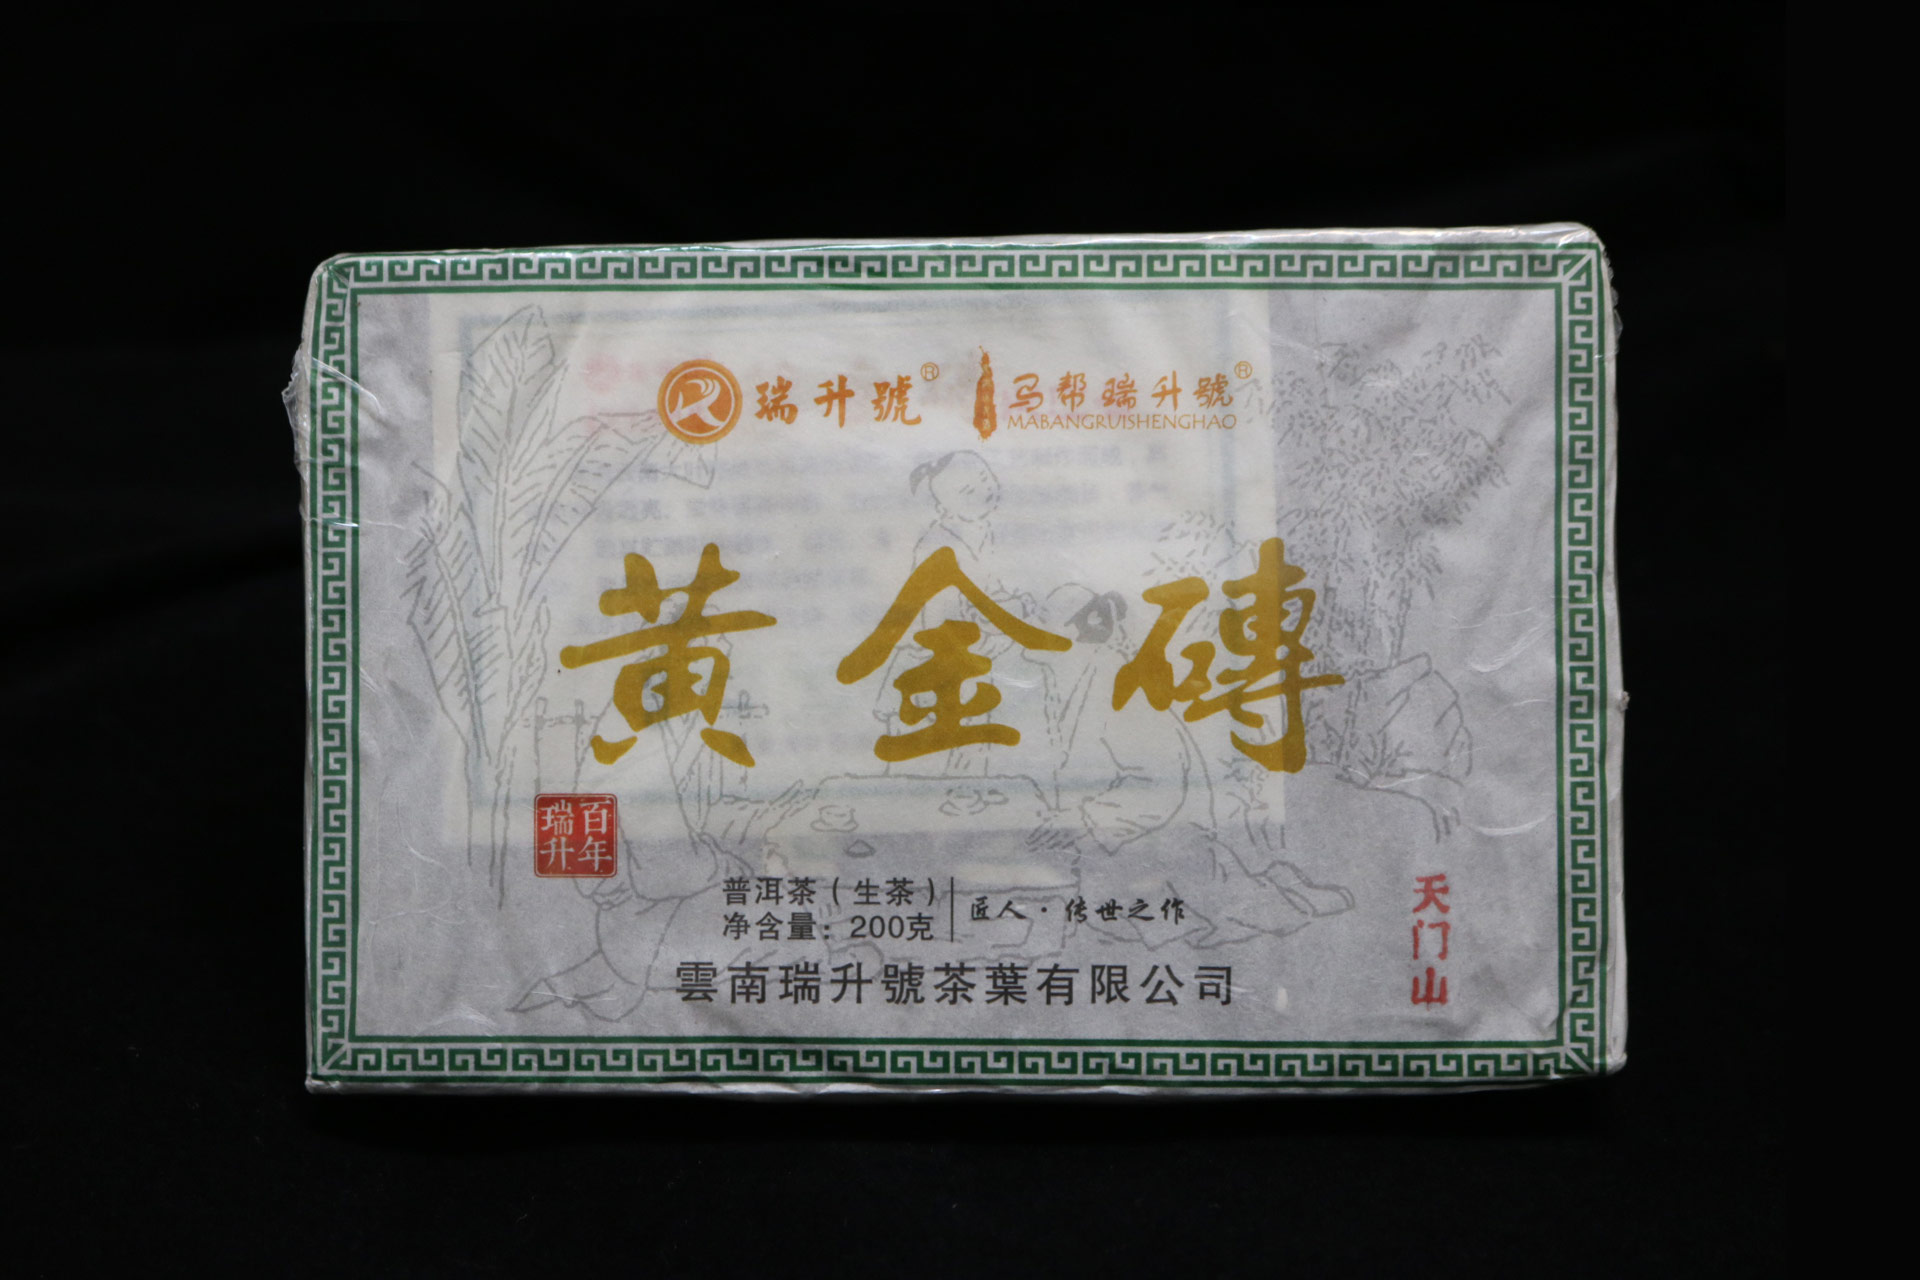 瑞升號® 马帮瑞升號®
MABANGRUISHENGHAO
黄金磚
百年
瑞升
普洱茶（生茶）
净含量：200克
匠人·传世之作
雲南瑞升號茶葉有限公司
天门山